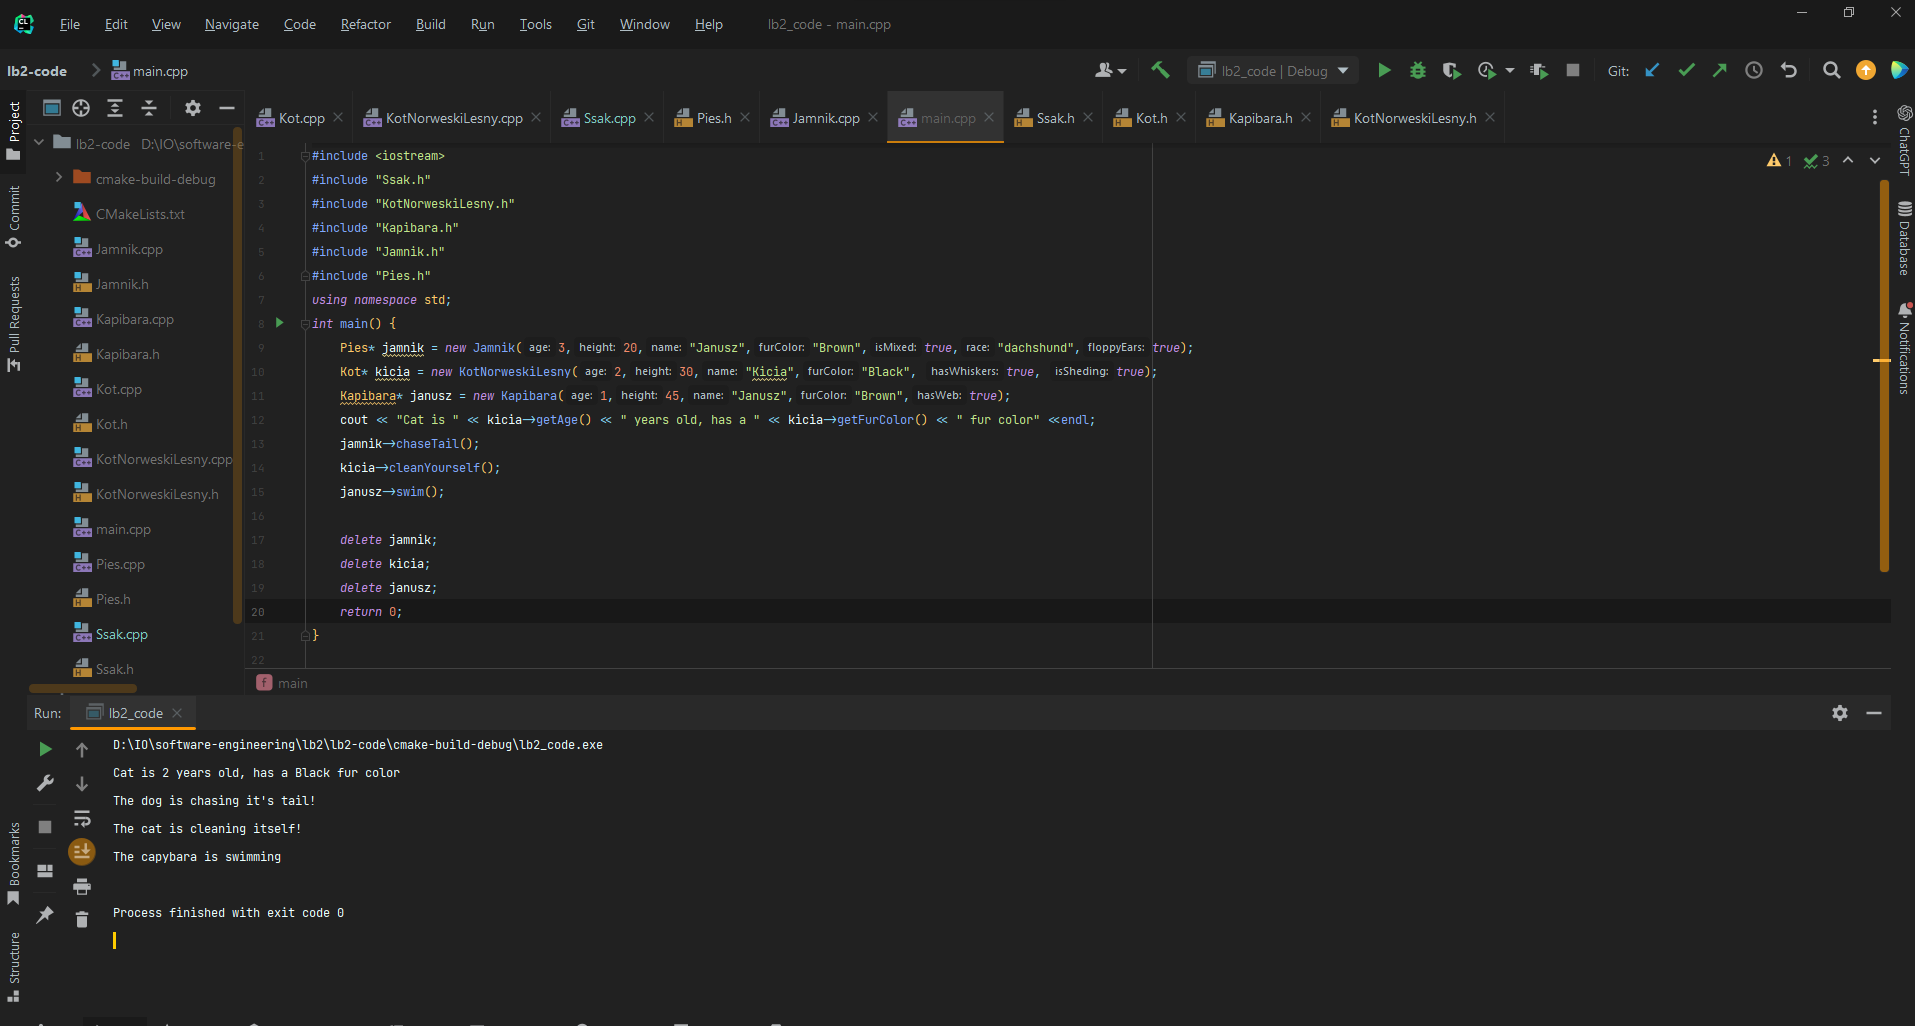 File Edit View Navigate Code Refactor Build Run Tools Git Window Help lb2_code - main.cpp
lb2-code main.cpp lb2_code | Debug Git:
Project
Commit
Pull Requests
Bookmarks
Structure
lb2-code D:\IO\software-e
cmake-build-debug
CMakeLists.txt
Jamnik.cpp
Jamnik.h
Kapibara.cpp
Kapibara.h
Kot.cpp
Kot.h
KotNorweskiLesny.cpp
KotNorweskiLesny.h
main.cpp
Pies.cpp
Pies.h
Ssak.cpp
Ssak.h
Kot.cpp KotNorweskiLesny.cpp Ssak.cpp Pies.h Jamnik.cpp main.cpp Ssak.h Kot.h Kapibara.h KotNorweskiLesny.h
1 3
1 #include <iostream>
2 #include "Ssak.h"
3 #include "KotNorweskiLesny.h"
4 #include "Kapibara.h"
5 #include "Jamnik.h"
6 #include "Pies.h"
7 using namespace std;
8 int main() {
9 Pies* jamnik = new Jamnik( age: 3, height: 20, name: "Janusz", furColor: "Brown", isMixed: true, race: "dachshund", floppyEars: true);
10 Kot* kicia = new KotNorweskiLesny( age: 2, height: 30, name: "Kicia", furColor: "Black", hasWhiskers: true, isSheding: true);
11 Kapibara* janusz = new Kapibara( age: 1, height: 45, name: "Janusz", furColor: "Brown", hasWeb: true);
12 cout << "Cat is " << kicia->getAge() << " years old, has a " << kicia->getFurColor() << " fur color" <<endl;
13 jamnik->chaseTail();
14 kicia->cleanYourself();
15 janusz->swim();
16
17 delete jamnik;
18 delete kicia;
19 delete janusz;
20 return 0;
21 }
22
f main
ChatGPT
Database
Notifications
Run: lb2_code
D:\IO\software-engineering\lb2\lb2-code\cmake-build-debug\lb2_code.exe
Cat is 2 years old, has a Black fur color
The dog is chasing it's tail!
The cat is cleaning itself!
The capybara is swimming
Process finished with exit code 0